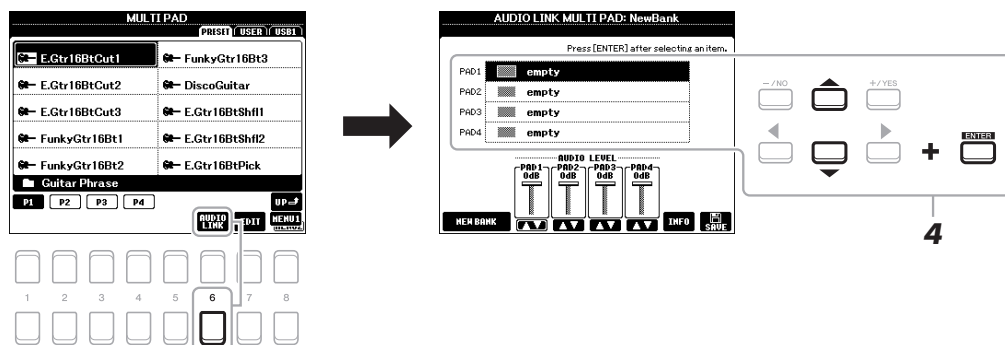 MULTI PAD
PRESET USER USB1
E.Gtr16BtCut1 FunkyGtr16Bt3
E.Gtr16BtCut2 DiscoGuitar
E.Gtr16BtCut3 E.Gtr16BtShfl1
FunkyGtr16Bt1 E.Gtr16BtShfl2
FunkyGtr16Bt2 E.Gtr16BtPick
Guitar Phrase
P1 P2 P3 P4 UP
AUDIO LINK EDIT MENU1
MENU2
1 2 3 4 5 6 7 8
AUDIO LINK MULTI PAD: NewBank
Press [ENTER] after selecting an item.
PAD1 empty
PAD2 empty
PAD3 empty
PAD4 empty
AUDIO LEVEL
PAD1 PAD2 PAD3 PAD4
0dB 0dB 0dB 0dB
NEW BANK INFO SAVE
-/NO +/YES
+ ENTER
4